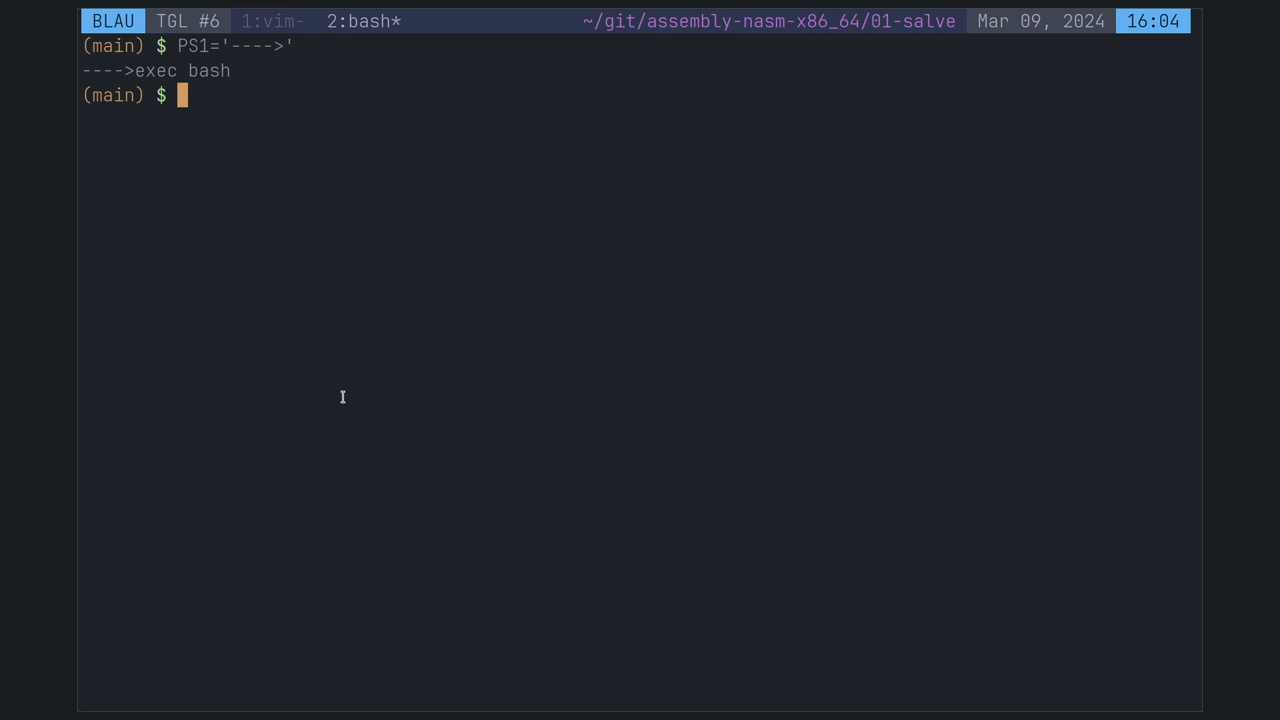 BLAU TGL #6 1:vim- 2:bash* ~/git/assembly-nasm-x86_64/01-salve Mar 09, 2024 16:04
(main) $ PS1='---->'
---->exec bash
(main) $